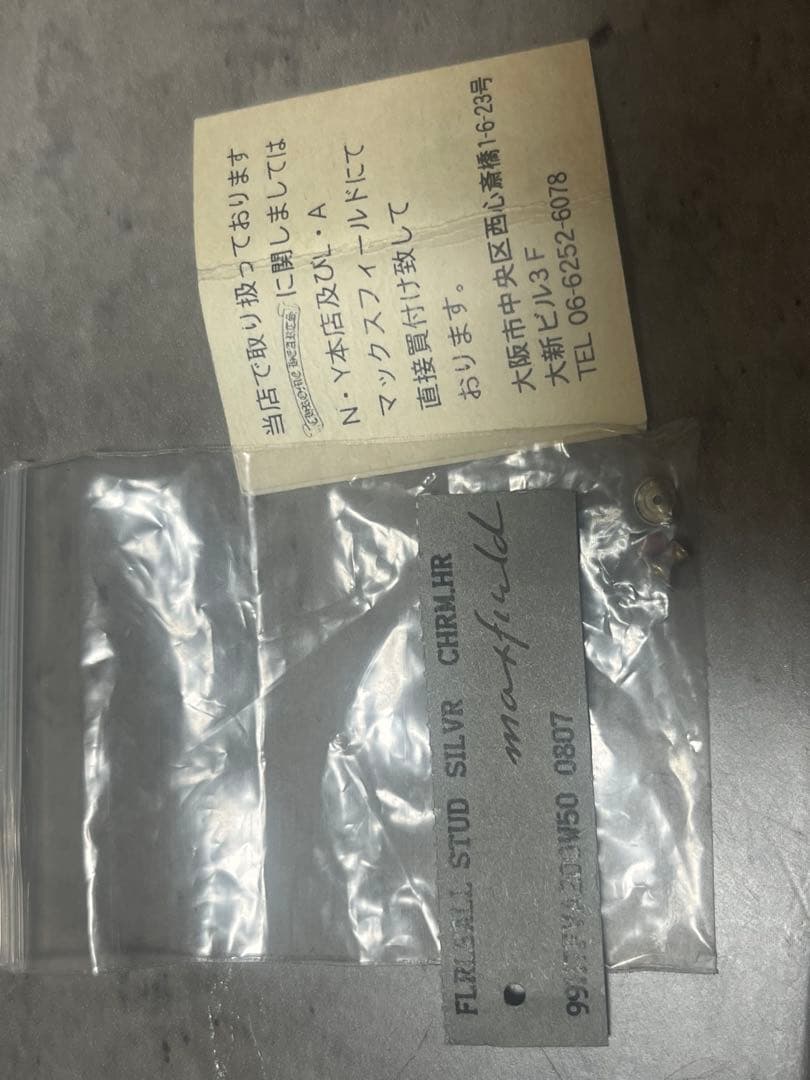 当店で取り扱っております
CHROME HEARTS に関しましては
N・Y本店及びL・A
マックスフィールドにて
直接買付け致して
おります。
大阪市中央区西心斎橋1-6-23号
大新ビル3F
TEL 06-6252-6078
STUD SILVR CHRM.HR
maxfield
0807